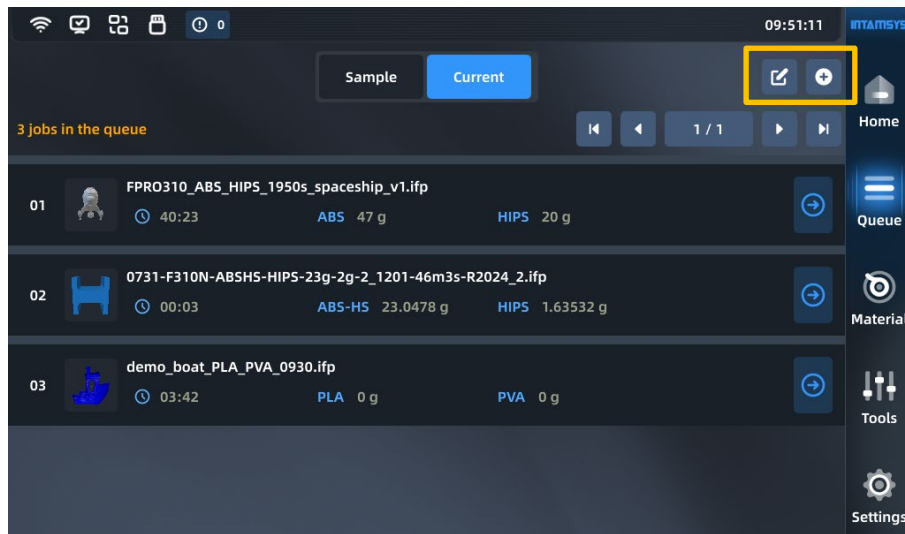 0
09:51:11
INTAMSYS
Sample
Current
3 jobs in the queue
1 / 1
Home
01
FPRO310_ABS_HIPS_1950s_spaceship_v1.ifp
40:23
ABS 47 g
HIPS 20 g
Queue
02
0731-F310N-ABSHS-HIPS-23g-2g-2_1201-46m3s-R2024_2.ifp
00:03
ABS-HS 23.0478 g
HIPS 1.63532 g
Material
03
demo_boat_PLA_PVA_0930.ifp
03:42
PLA 0 g
PVA 0 g
Tools
Settings